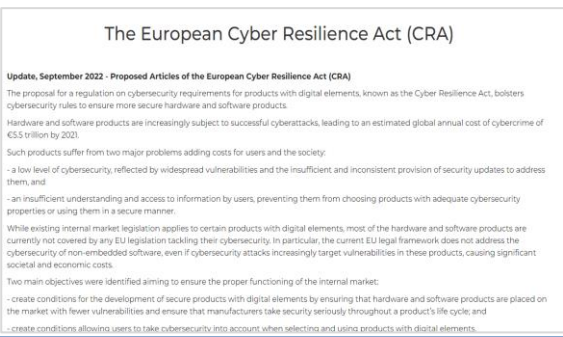 The European Cyber Resilience Act (CRA)
Update, September 2022 - Proposed Articles of the European Cyber Resilience Act (CRA)
The proposal for a regulation on cybersecurity requirements for products with digital elements, known as the Cyber Resilience Act, bolsters
cybersecurity rules to ensure more secure hardware and software products.
Hardware and software products are increasingly subject to successful cyberattacks, leading to an estimated global annual cost of cybercrime of
€5.5 trillion by 2021.
Such products suffer from two major problems adding costs for users and the society:
- a low level of cybersecurity, reflected by widespread vulnerabilities and the insufficient and inconsistent provision of security updates to address
them, and
- an insufficient understanding and access to information by users, preventing them from choosing products with adequate cybersecurity
properties or using them in a secure manner.
While existing internal market legislation applies to certain products with digital elements, most of the hardware and software products are
currently not covered by any EU legislation tackling their cybersecurity. In particular, the current EU legal framework does not address the
cybersecurity of non-embedded software, even if cybersecurity attacks increasingly target vulnerabilities in these products, causing significant
societal and economic costs.
Two main objectives were identified aiming to ensure the proper functioning of the internal market:
- create conditions for the development of secure products with digital elements by ensuring that hardware and software products are placed on
the market with fewer vulnerabilities and ensure that manufacturers take security seriously throughout a product's life cycle; and
- create conditions allowing users to take cybersecurity into account when selecting and using products with digital elements.